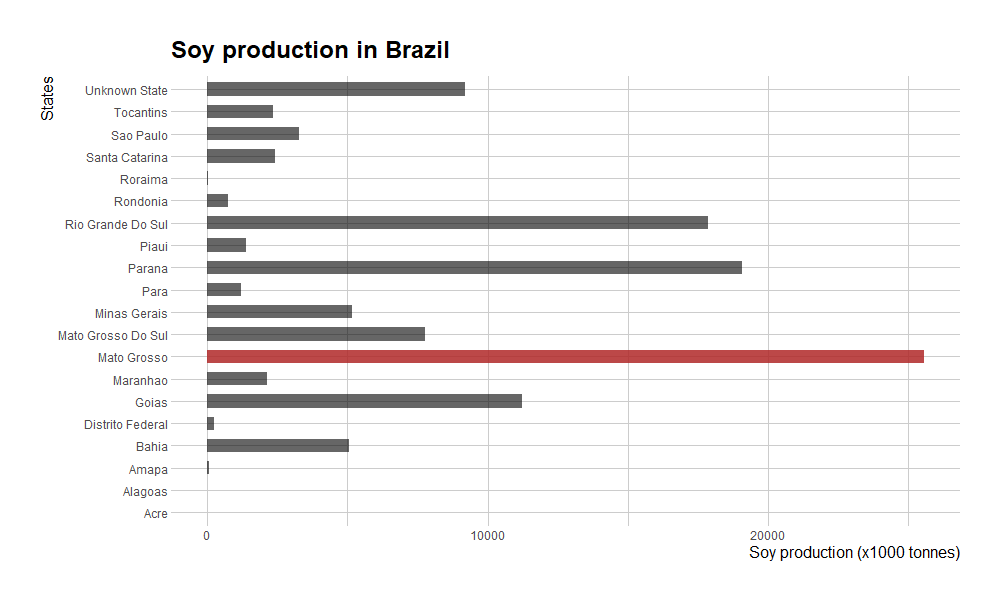 Soy production in Brazil
States
Unknown State
Tocantins
Sao Paulo
Santa Catarina
Roraima
Rondonia
Rio Grande Do Sul
Piaui
Parana
Para
Minas Gerais
Mato Grosso Do Sul
Mato Grosso
Maranhao
Goias
Distrito Federal
Bahia
Amapa
Alagoas
Acre
0 10000 20000
Soy production (x1000 tonnes)